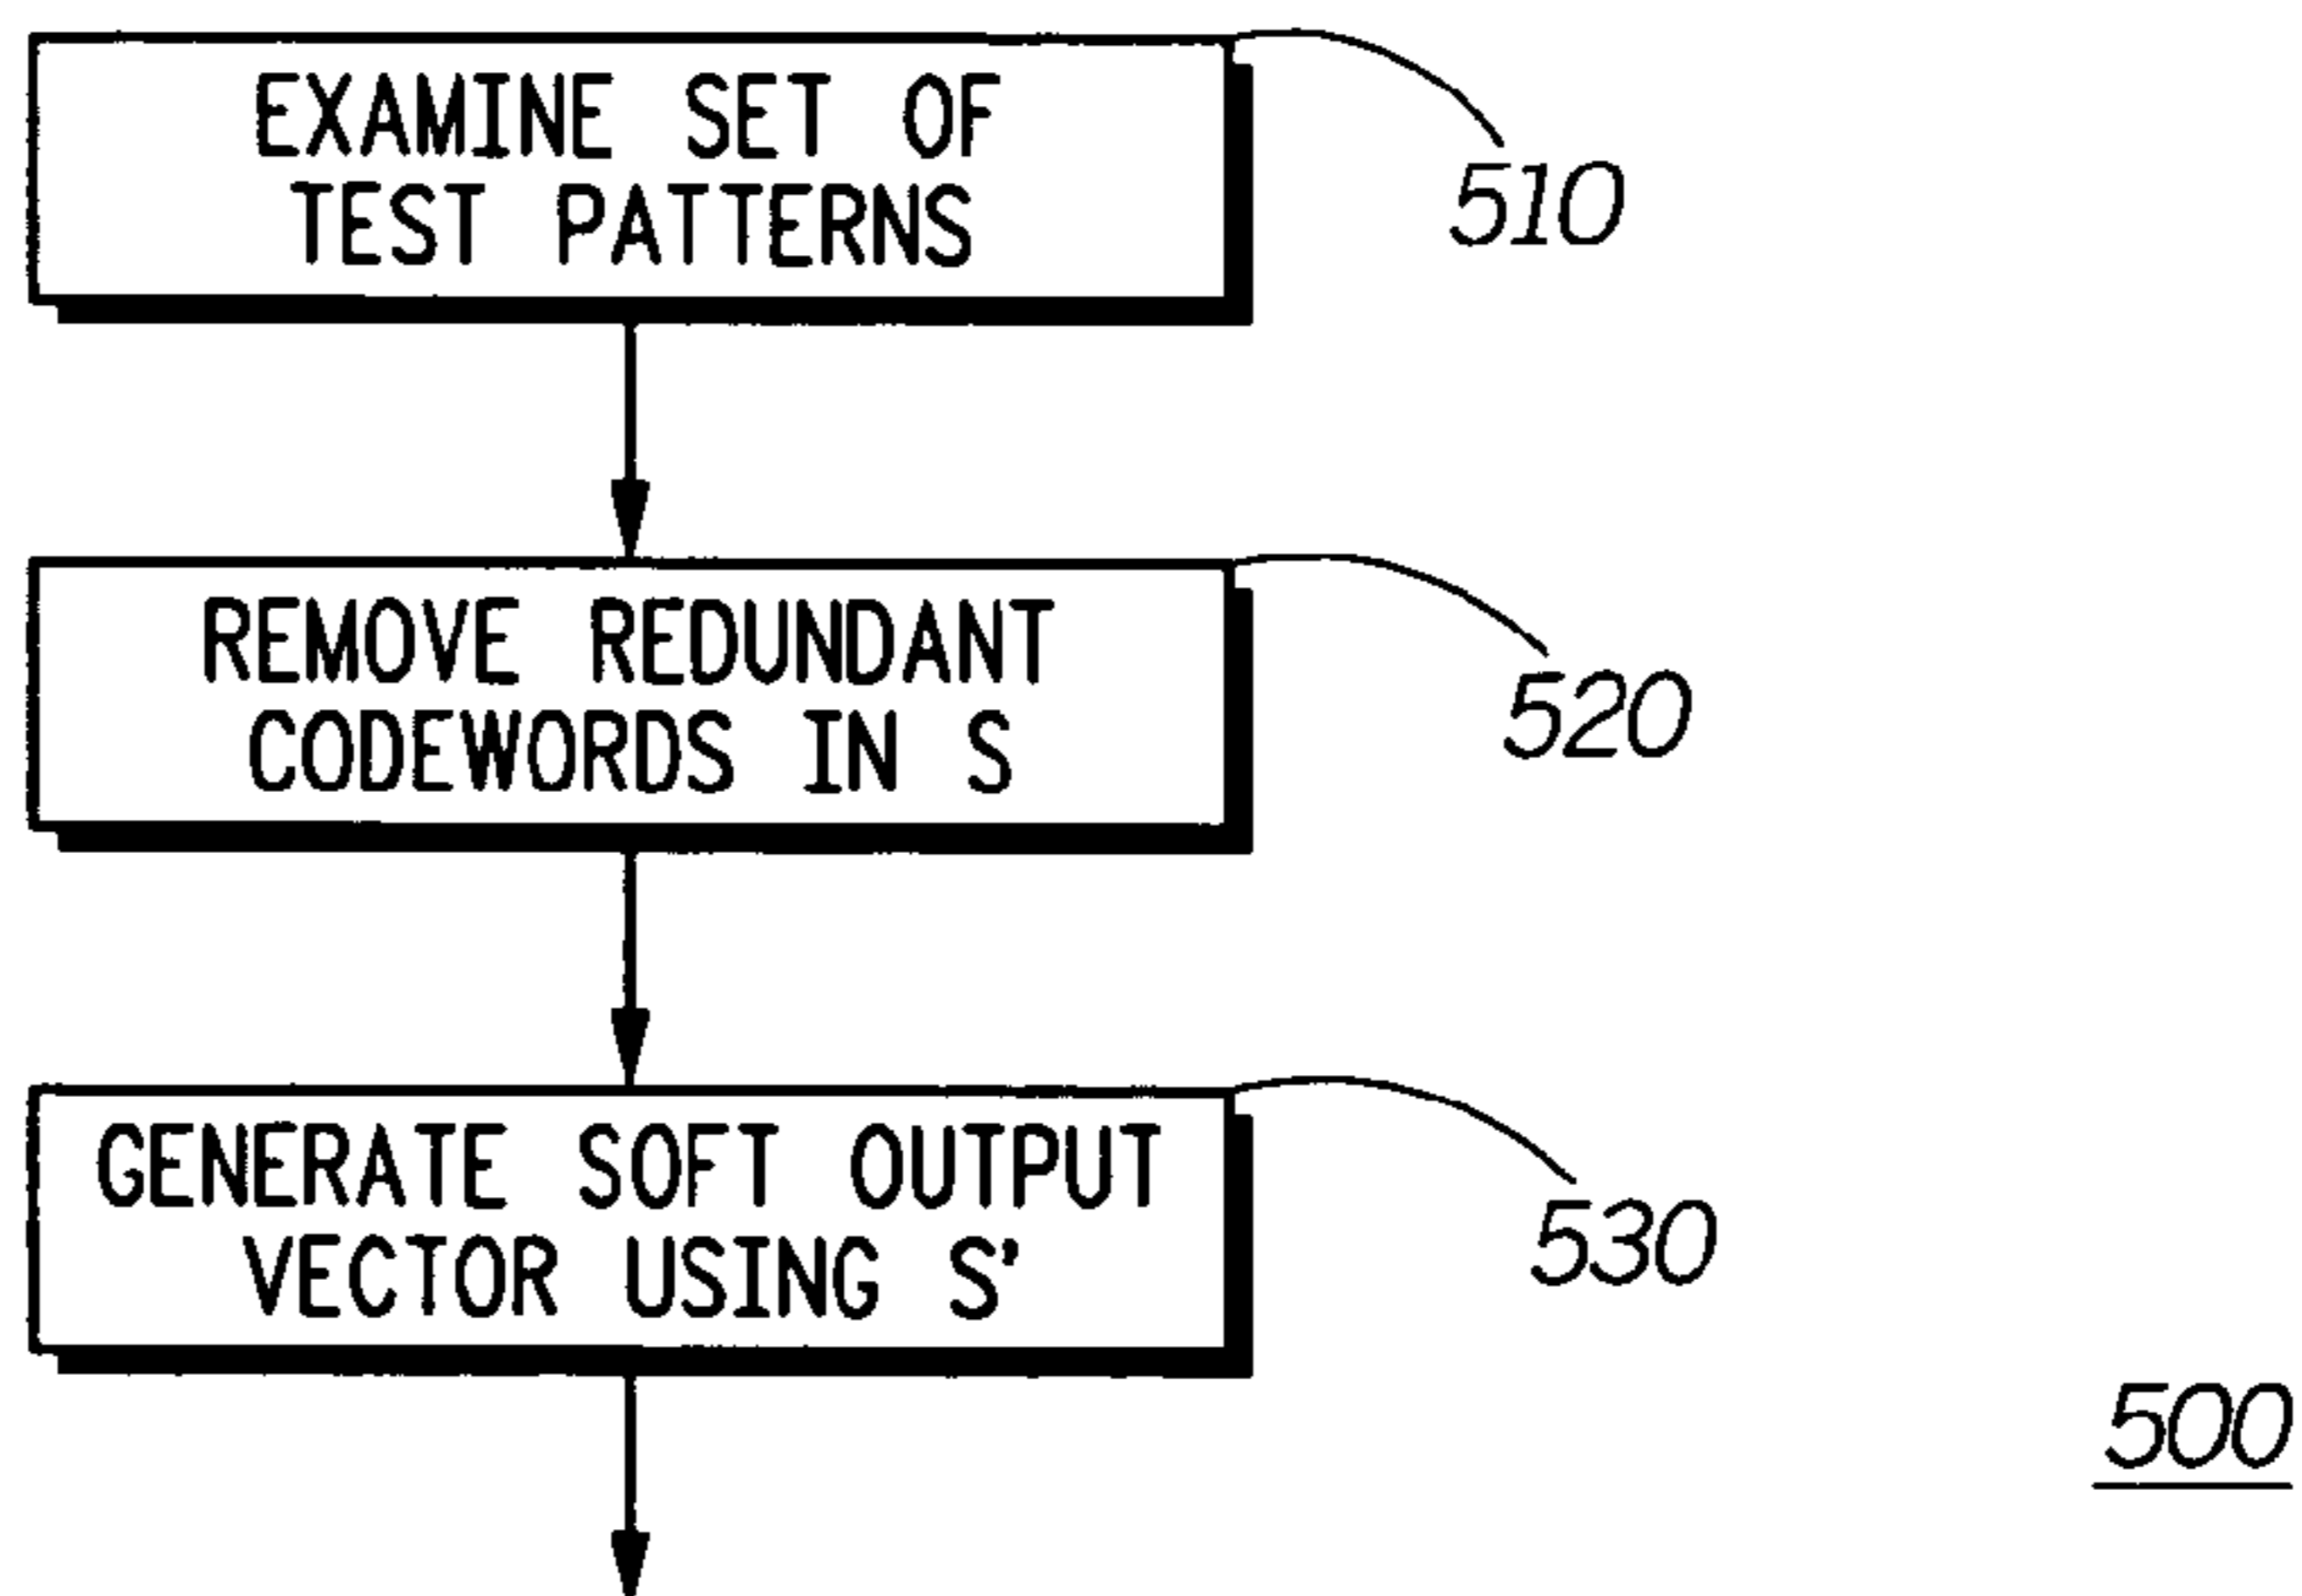 EXAMINE SET OF
TEST PATTERNS
510
REMOVE REDUNDANT
CODEWORDS IN S
520
GENERATE SOFT OUTPUT
VECTOR USING S'
530
500